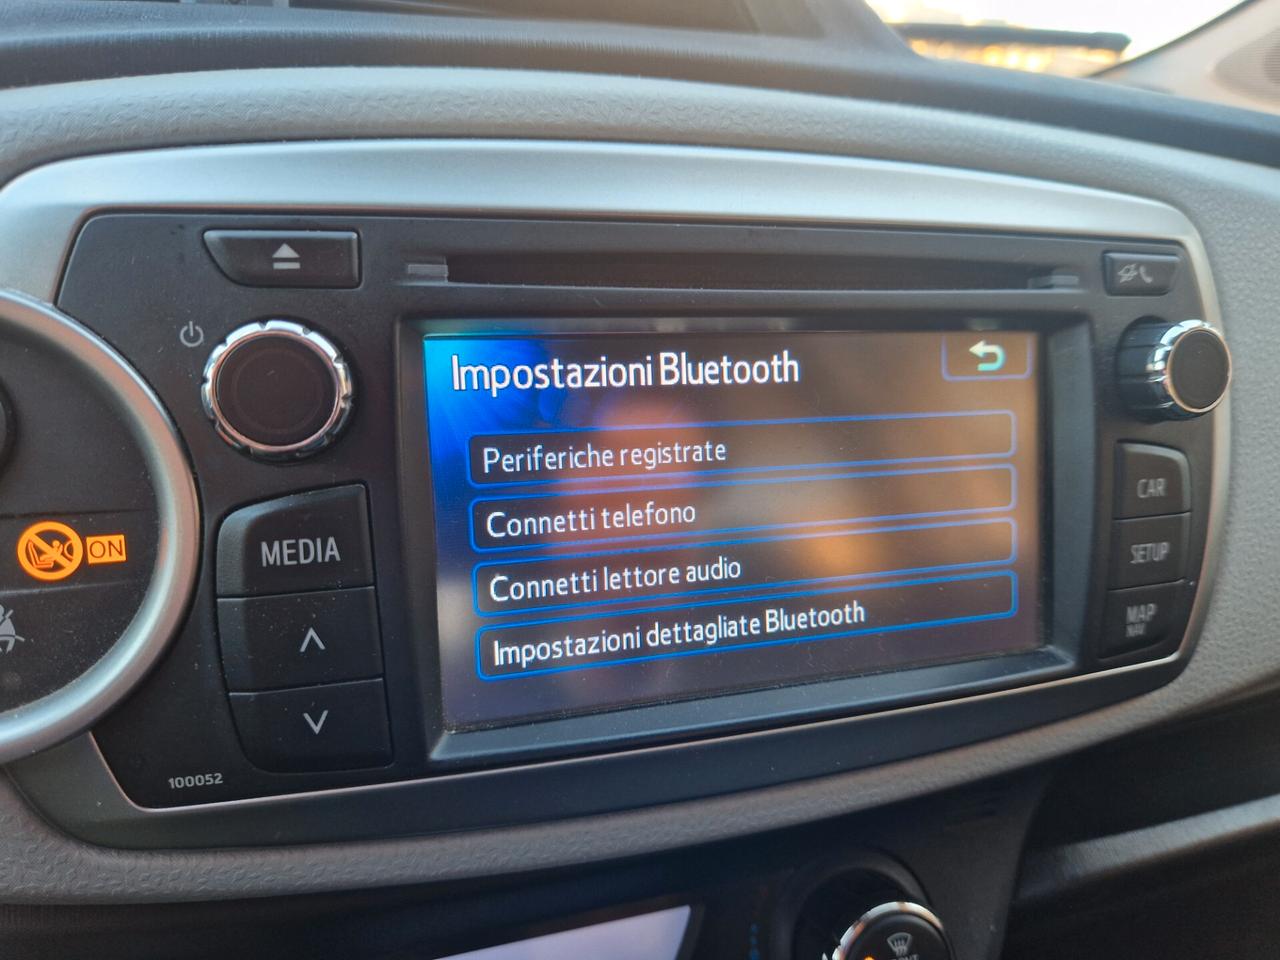 Impostazioni Bluetooth
Periferiche registrate
Connetti telefono
Connetti lettore audio
Impostazioni dettagliate Bluetooth
MEDIA
ON
100052
CAR
SETUP
MAP
NAV